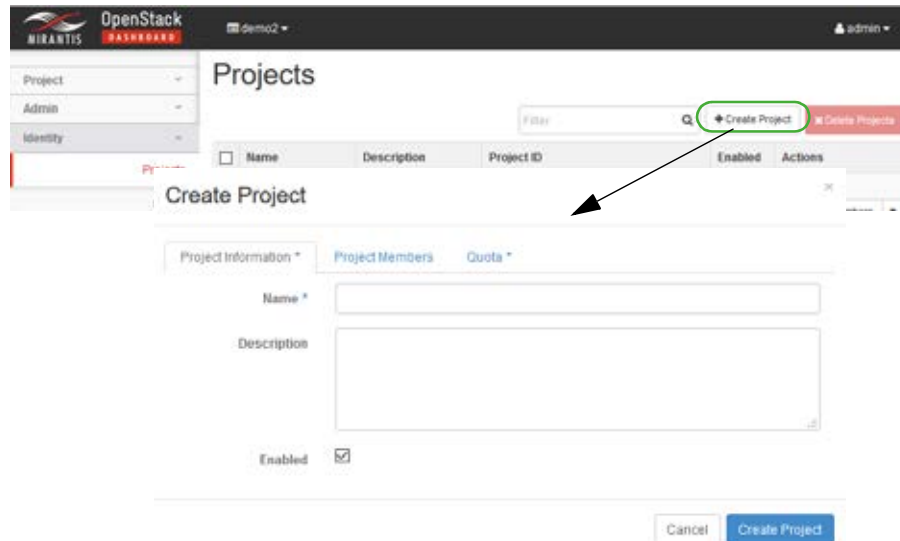 MIRANTIS
OpenStack
DASHBOARD
demo2
admin
Project
Admin
Identity
Projects
Projects
Filter
Create Project
Delete Projects
Name Description Project ID Enabled Actions
Create Project
Project Information *
Project Members
Quota *
Name *
Description
Enabled
Cancel
Create Project